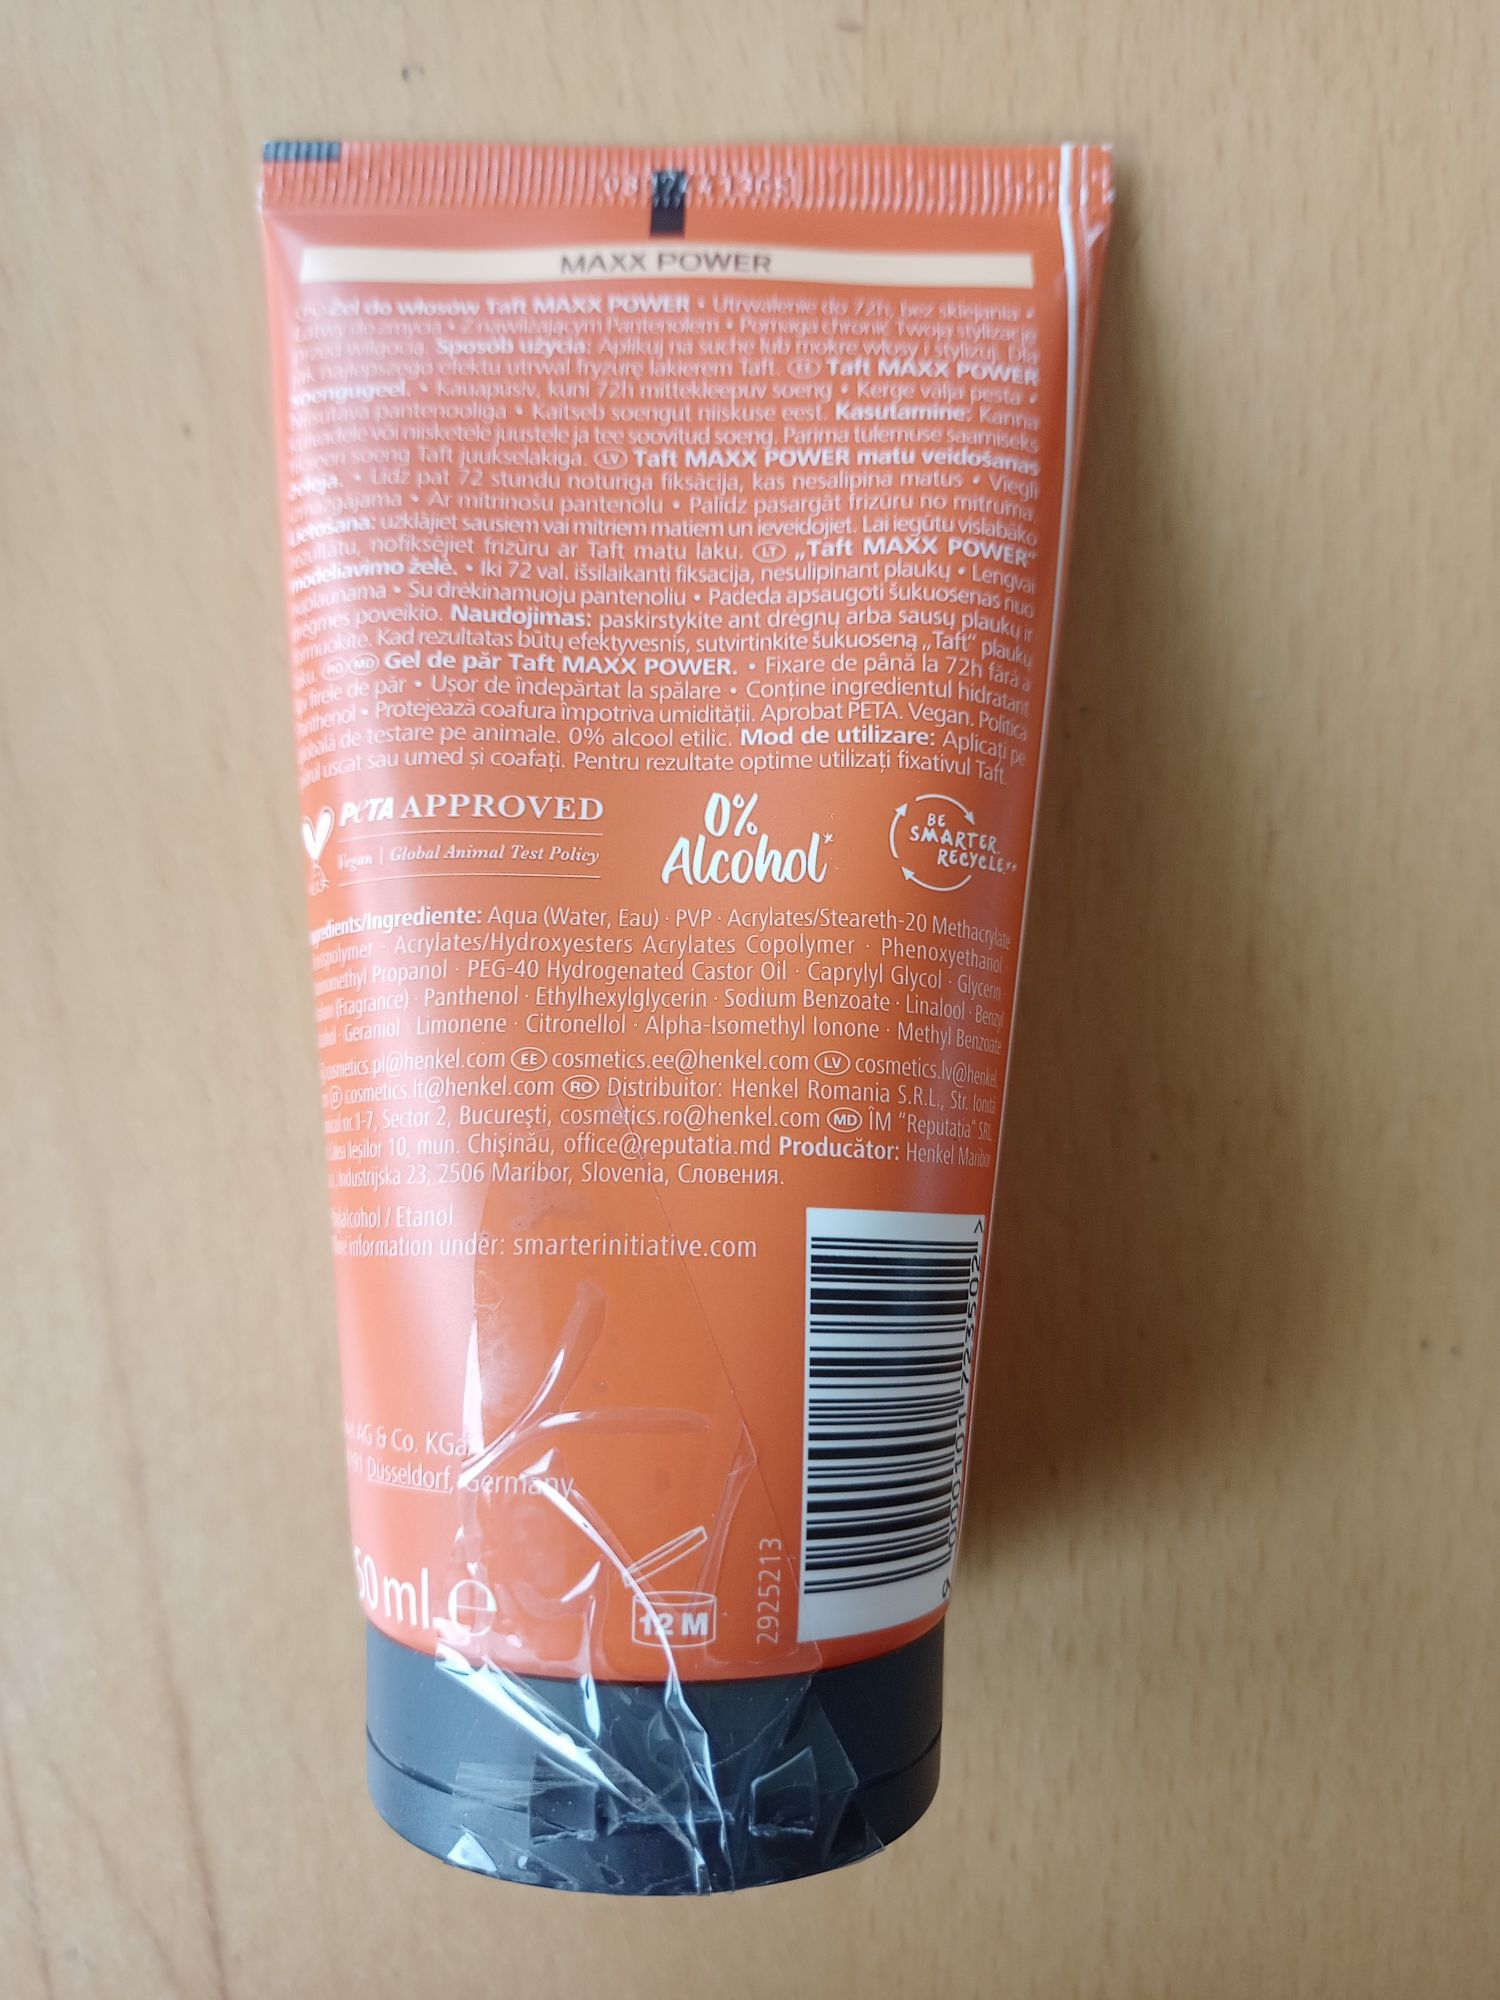 MAXX POWER
Żel do włosów Taft MAXX POWER • Utrwalenie do 72h, bez sklejania •
Łatwy do zmycia • Z nawilżającym Pantenolem • Pomaga chronić Twoją stylizację
przed wilgocią. Sposób użycia: Aplikuj na suche lub mokre włosy i stylizuj. Dla
jak najlepszego efektu utrwal fryzurę lakierem Taft. EE Taft MAXX POWER
soengugeel. • Kauapüsiv, kuni 72h mittekleepuv soeng • Kerge välja pesta •
Niisutava pantenooliga • Kaitseb soengut niiskuse eest. Kasutamine: Kanna
kuivadele või niisketele juustele ja tee soovitud soeng. Parima tulemuse saamiseks
fikseeri soeng Taft juukselakiga. LV Taft MAXX POWER matu veidošanas
želeja. • Līdz pat 72 stundu noturīga fiksācija, kas nesalipina matus • Viegli
izmazgājama • Ar mitrinošu pantenolu • Palīdz pasargāt frizūru no mitruma.
Lietošana: uzklājiet sausiem vai mitriem matiem un ieveidojiet. Lai iegūtu vislabāko
rezultātu, nofiksējiet frizūru ar Taft matu laku. LT „Taft MAXX POWER“
modeliavimo želė. • Iki 72 val. išsilaikanti fiksacija, nesulipinant plaukų • Lengvai
nuplaunama • Su drėkinamuoju pantenoliu • Padeda apsaugoti šukuosenas nuo
drėgmės poveikio. Naudojimas: paskirstykite ant drėgnų arba sausų plaukų ir
formuokite. Kad rezultatas būtų efektyvesnis, sutvirtinkite šukuoseną „Taft“ plaukų
laku. RO MD Gel de păr Taft MAXX POWER. • Fixare de până la 72h fără a
lipi firele de păr • Ușor de îndepărtat la spălare • Conține ingredientul hidratant
Panthenol • Protejează coafura împotriva umidității. Aprobat PETA. Vegan. Politica
globală de testare pe animale. 0% alcool etilic. Mod de utilizare: Aplicați pe
părul uscat sau umed și coafați. Pentru rezultate optime utilizați fixativul Taft.
PETA APPROVED
Vegan | Global Animal Test Policy
0%
Alcohol*
BE
SMARTER.
RECYCLE.**
Ingredients/Ingrediente: Aqua (Water, Eau) · PVP · Acrylates/Steareth-20 Methacrylate
Crosspolymer · Acrylates/Hydroxyesters Acrylates Copolymer · Phenoxyethanol ·
Aminomethyl Propanol · PEG-40 Hydrogenated Castor Oil · Caprylyl Glycol · Glycerin ·
Parfum (Fragrance) · Panthenol · Ethylhexylglycerin · Sodium Benzoate · Linalool · Benzyl
Alcohol · Geraniol · Limonene · Citronellol · Alpha-Isomethyl Ionone · Methyl Benzoate
cosmetics.pl@henkel.com EE cosmetics.ee@henkel.com LV cosmetics.lv@henkel.
LT cosmetics.lt@henkel.com RO Distribuitor: Henkel Romania S.R.L., Str. Ioniță
nr.1-7, Sector 2, București, cosmetics.ro@henkel.com MD ÎM "Reputația" SRL
Calea Ieșilor 10, mun. Chișinău, office@reputatia.md Producător: Henkel Maribor
Industrijska 23, 2506 Maribor, Slovenia, Словения.
/ Etanol
More information under: smarterinitiative.com
AG & Co. KGaA
Düsseldorf, Germany
50 ml e
12 M
2925213
9 000101 723502 >